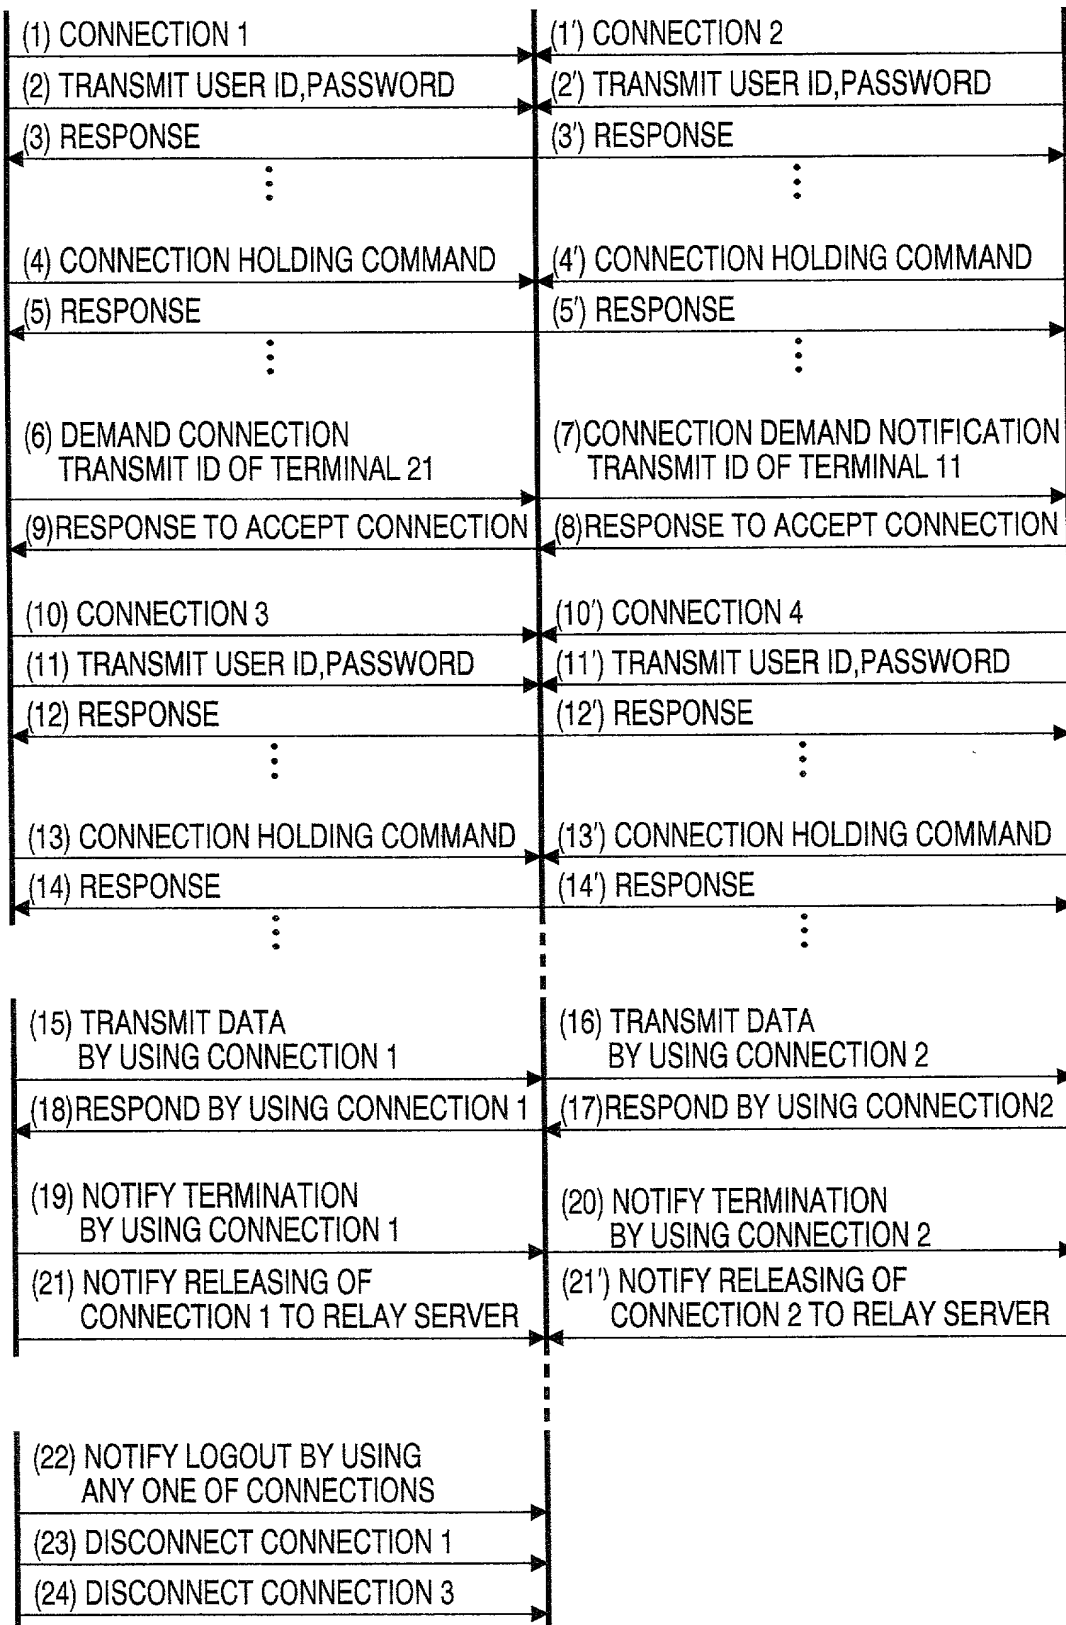 (1) CONNECTION 1
(1') CONNECTION 2
(2) TRANSMIT USER ID,PASSWORD
(2') TRANSMIT USER ID,PASSWORD
(3) RESPONSE
(3') RESPONSE
(4) CONNECTION HOLDING COMMAND
(4') CONNECTION HOLDING COMMAND
(5) RESPONSE
(5') RESPONSE
(6) DEMAND CONNECTION
TRANSMIT ID OF TERMINAL 21
(7)CONNECTION DEMAND NOTIFICATION
TRANSMIT ID OF TERMINAL 11
(9)RESPONSE TO ACCEPT CONNECTION
(8)RESPONSE TO ACCEPT CONNECTION
(10) CONNECTION 3
(10') CONNECTION 4
(11) TRANSMIT USER ID,PASSWORD
(11') TRANSMIT USER ID,PASSWORD
(12) RESPONSE
(12') RESPONSE
(13) CONNECTION HOLDING COMMAND
(13') CONNECTION HOLDING COMMAND
(14) RESPONSE
(14') RESPONSE
(15) TRANSMIT DATA
BY USING CONNECTION 1
(16) TRANSMIT DATA
BY USING CONNECTION 2
(18)RESPOND BY USING CONNECTION 1
(17)RESPOND BY USING CONNECTION2
(19) NOTIFY TERMINATION
BY USING CONNECTION 1
(20) NOTIFY TERMINATION
BY USING CONNECTION 2
(21) NOTIFY RELEASING OF
CONNECTION 1 TO RELAY SERVER
(21') NOTIFY RELEASING OF
CONNECTION 2 TO RELAY SERVER
(22) NOTIFY LOGOUT BY USING
ANY ONE OF CONNECTIONS
(23) DISCONNECT CONNECTION 1
(24) DISCONNECT CONNECTION 3